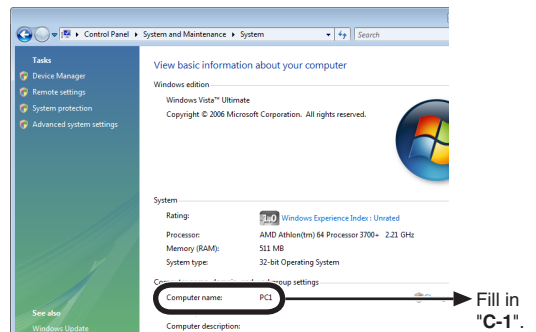 Control Panel ▸ System and Maintenance ▸ System
Search
Tasks
Device Manager
Remote settings
System protection
Advanced system settings
See also
Windows Update
View basic information about your computer
Windows edition
Windows Vista™ Ultimate
Copyright © 2006 Microsoft Corporation. All rights reserved.
System
Rating:
1.0 Windows Experience Index : Unrated
Processor: AMD Athlon(tm) 64 Processor 3700+ 2.21 GHz
Memory (RAM): 511 MB
System type: 32-bit Operating System
group settings
Computer name: PC1
Computer description:
Fill in
"C-1".